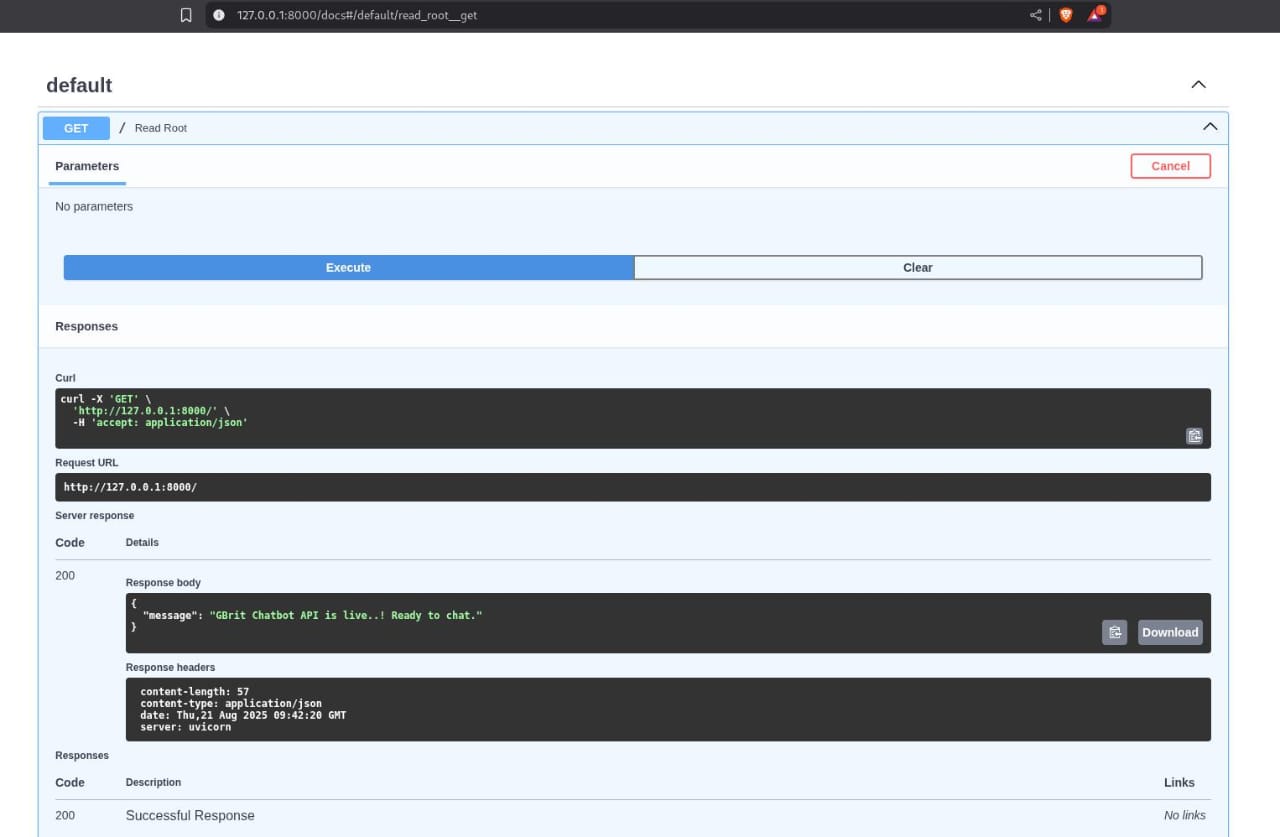 127.0.0.1:8000/docs#/default/read_root__get
1
default
GET / Read Root
Parameters
Cancel
No parameters
Execute
Clear
Responses
Curl
curl -X 'GET' \
'http://127.0.0.1:8000/' \
-H 'accept: application/json'
Request URL
http://127.0.0.1:8000/
Server response
Code Details
200
Response body
{
"message": "GBrit Chatbot API is live..! Ready to chat."
}
Download
Response headers
content-length: 57
content-type: application/json
date: Thu,21 Aug 2025 09:42:20 GMT
server: uvicorn
Responses
Code Description Links
200 Successful Response No links